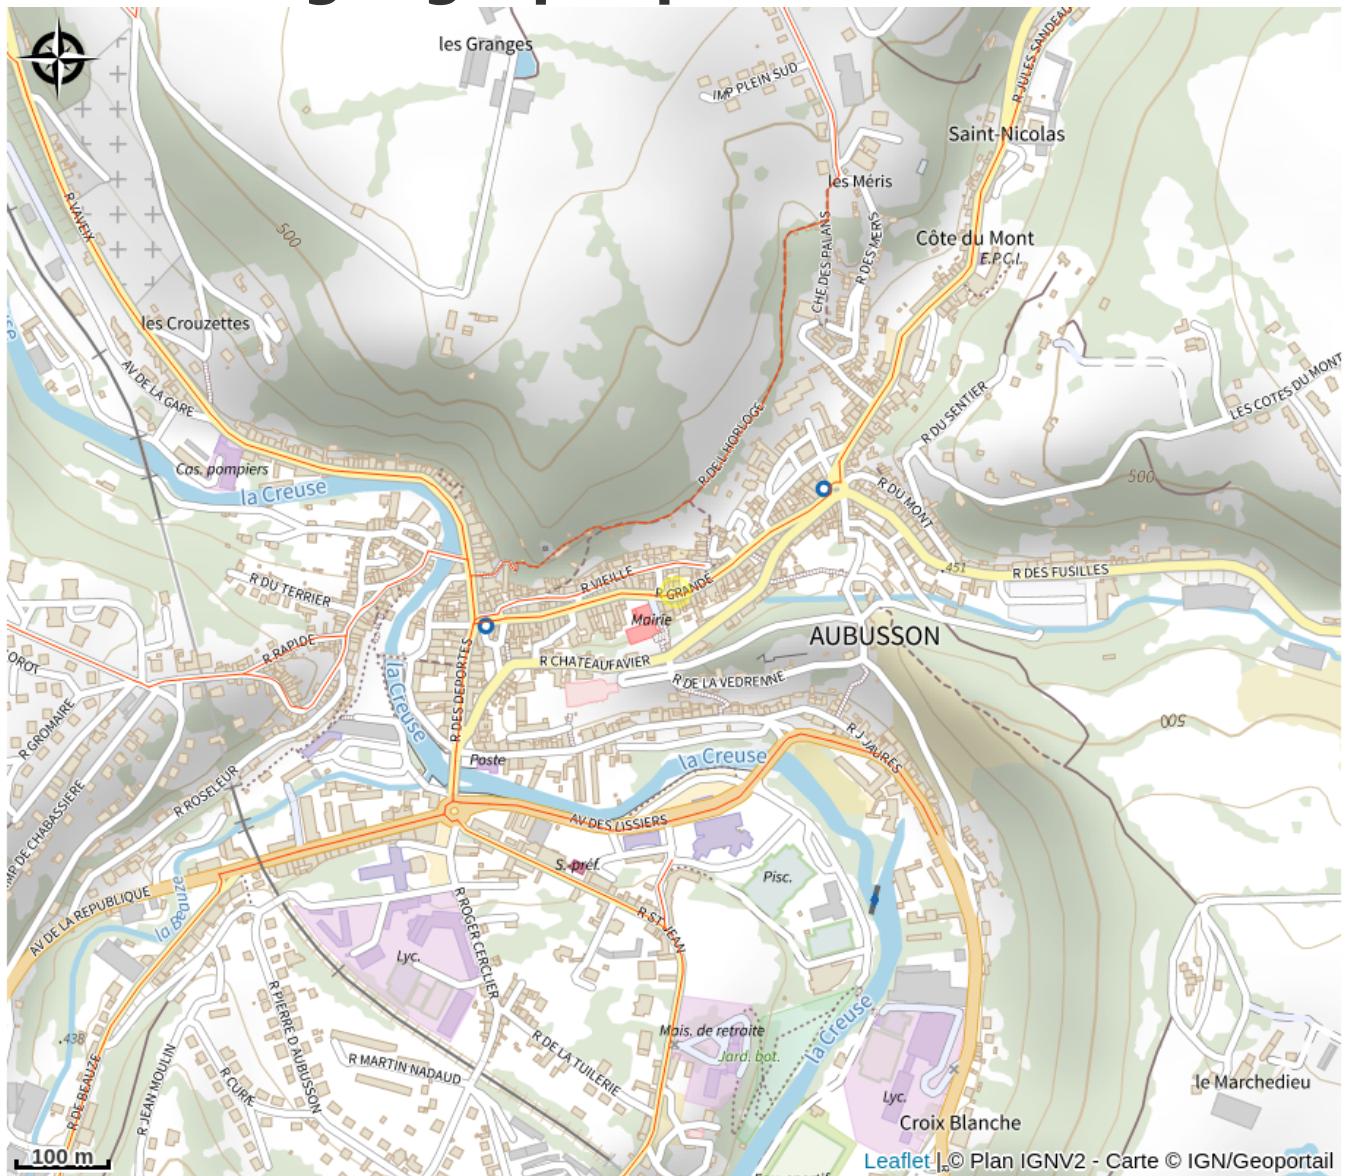 les Granges
R JULES SANDEAU
IMP PLEIN SUD
Saint-Nicolas
les Méris
R VAVEIX
500
CHE DES PALANS
R DES MERIS
Côte du Mont
E.P.C.I.
les Crouzettes
AV DE LA GARE
LES COTES DU MONT
R DU SENTIER
R DE L'HORLOGE
Cas. pompiers
la Creuse
500
R DU MONT
.451
R DES FUSILLES
R DU TERRIER
R VIEILLE
R GRANDE
Mairie
AUBUSSON
R RAPIDE
R CHATEAUFAVIER
R DE LA VEDRENNE
la Creuse
R DES DEPORTES
500
R GROMAIRE
R J JAURES
Poste
la Creuse
R ROSELEUR
IMP DE CHABASSIERE
AV DES LISSIERS
S.-préf.
Pisc.
AV DE LA REPUBLIQUE
la Beauze
R ROGER CERCLIER
R ST JEAN
Lyc.
R PIERRE D AUBUSSON
Mais. de retraite
la Creuse
Jard. bot.
.438
R DE LA TUILERIE
R MARTIN NADAUD
R CURIE
R JEAN MOULIN
R DE BEAUZE
le Marchedieu
Lyc.
Croix Blanche
100 m
Leaflet | © Plan IGNV2 - Carte © IGN/Geoportail